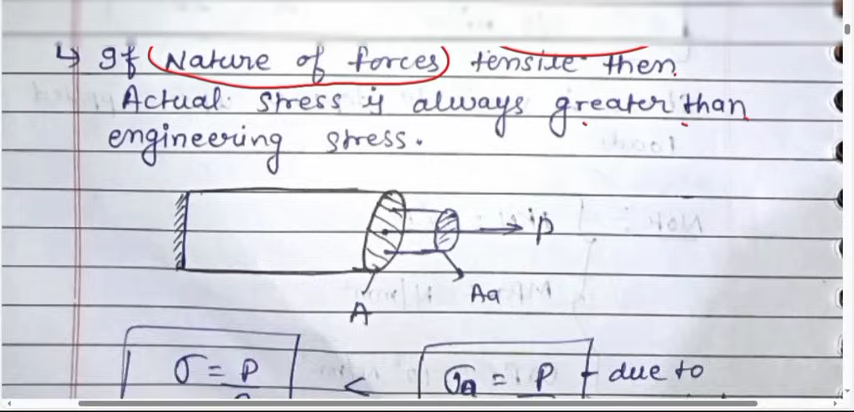 ↳ If (Nature of forces) tensile then
Actual stress is always greater than
engineering stress.
P
A
Aa
σ = P < σa = P due to